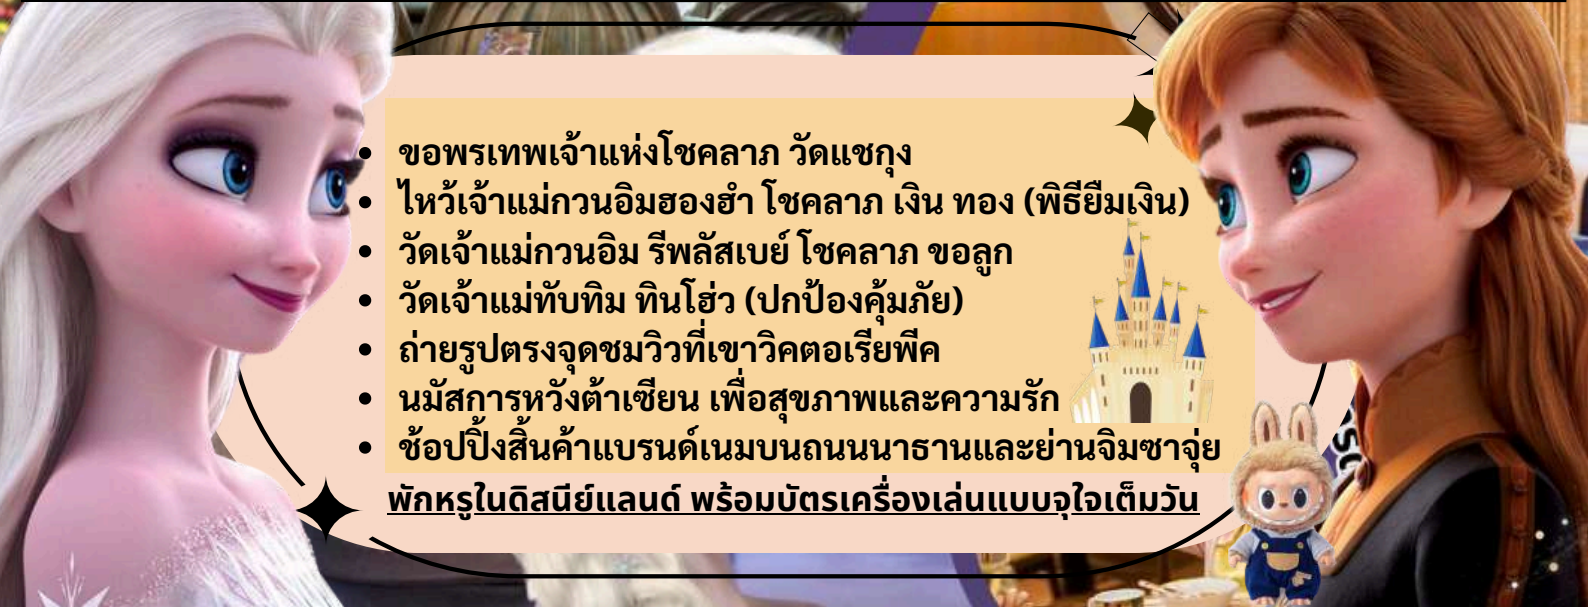 • ขอพรเทพเจ้าแห่งโชคลาภ วัดแชกุง
• ไหว้เจ้าแม่กวนอิมฮองฮำ โชคลาภ เงิน ทอง (พิธียืมเงิน)
• วัดเจ้าแม่กวนอิม รีพลัสเบย์ โชคลาภ ขอลูก
• วัดเจ้าแม่ทับทิม ทินโฮ่ว (ปกป้องคุ้มภัย)
• ถ่ายรูปตรงจุดชมวิวที่เขาวิคตอเรียพีค
• นมัสการหวังต้าเซียน เพื่อสุขภาพและความรัก
• ช้อปปิ้งสิ้นค้าแบรนด์เนมบนถนนนาธานและย่านจิมซาจุ่ย
พักหรูในดิสนีย์แลนด์ พร้อมบัตรเครื่องเล่นแบบจุใจเต็มวัน